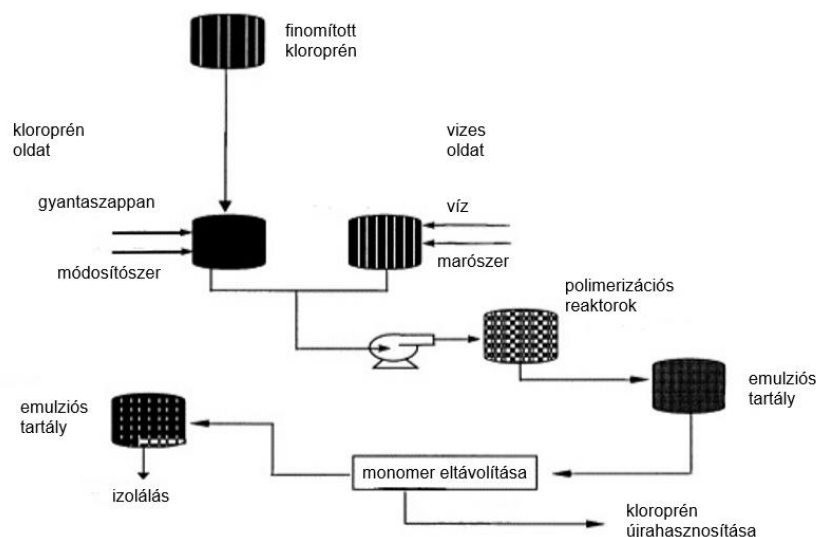 finomított
kloroprén
kloroprén
oldat
vizes
oldat
gyantaszappan
víz
módosítószer
marószer
polimerizációs
reaktorok
emulziós
tartály
emulziós
tartály
monomer eltávolítása
izolálás
kloroprén
újrahasznosítása